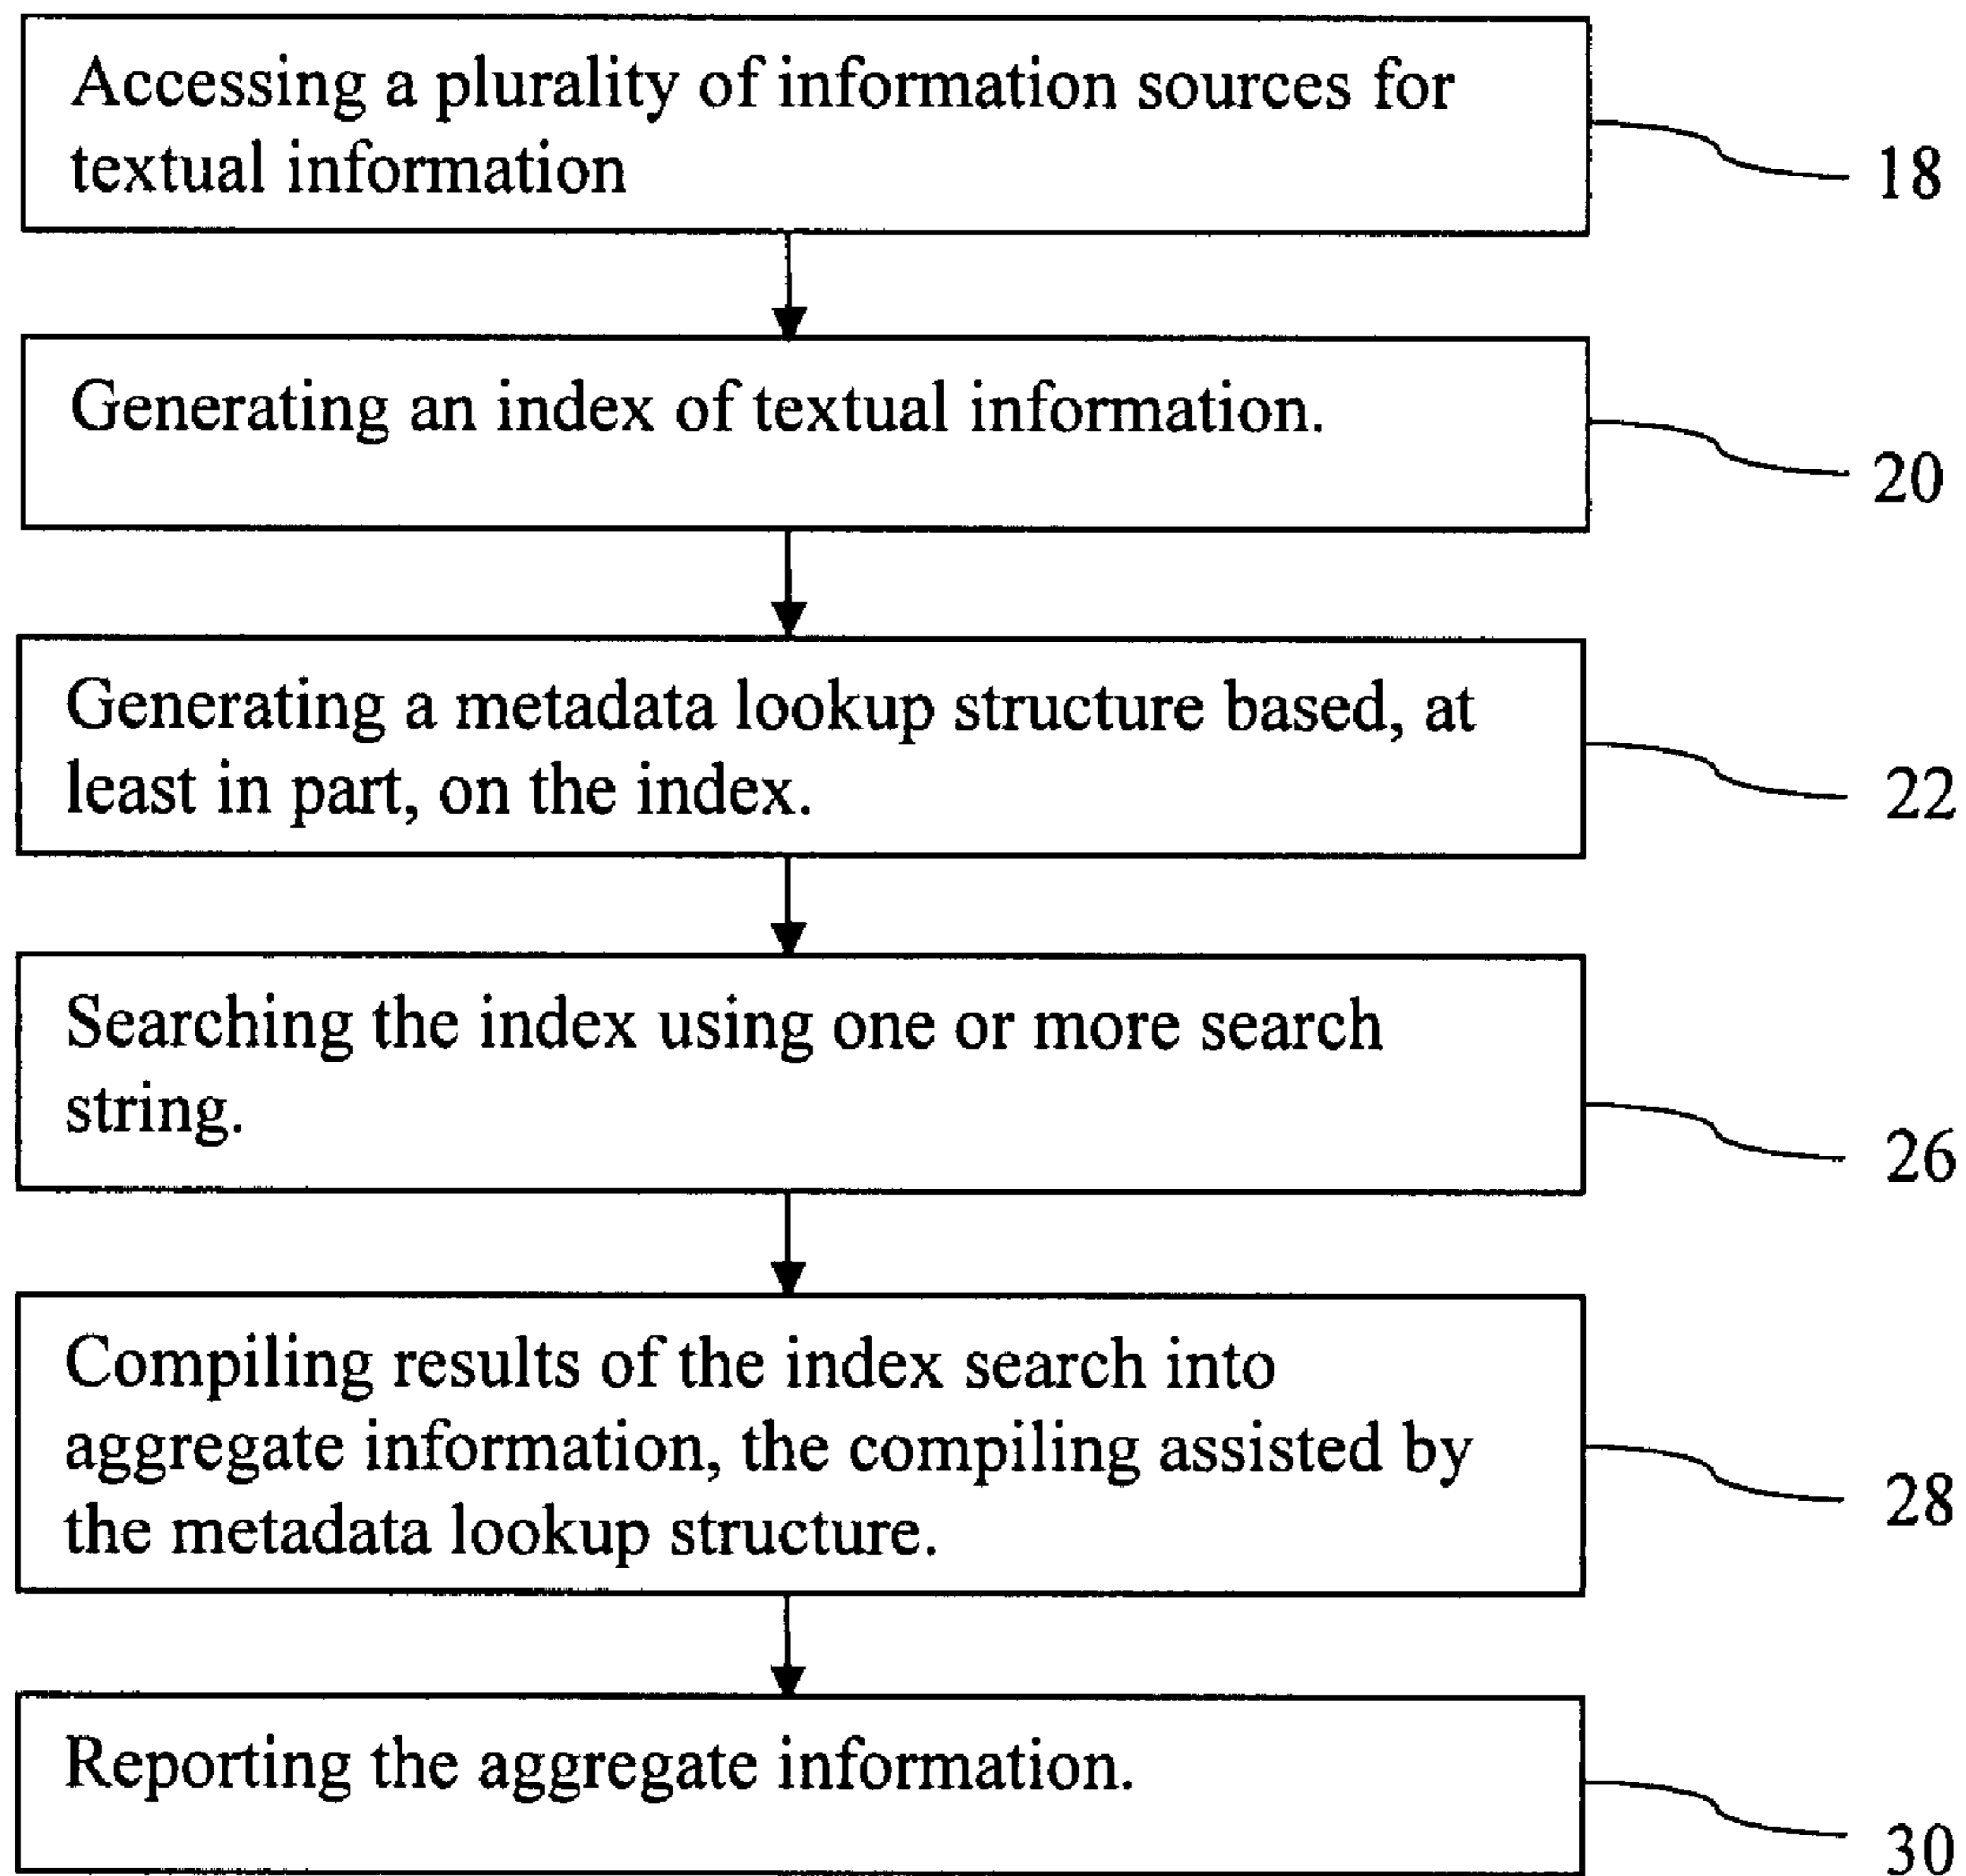 Accessing a plurality of information sources for
textual information
18
Generating an index of textual information.
20
Generating a metadata lookup structure based, at
least in part, on the index.
22
Searching the index using one or more search
string.
26
Compiling results of the index search into
aggregate information, the compiling assisted by
the metadata lookup structure.
28
Reporting the aggregate information.
30